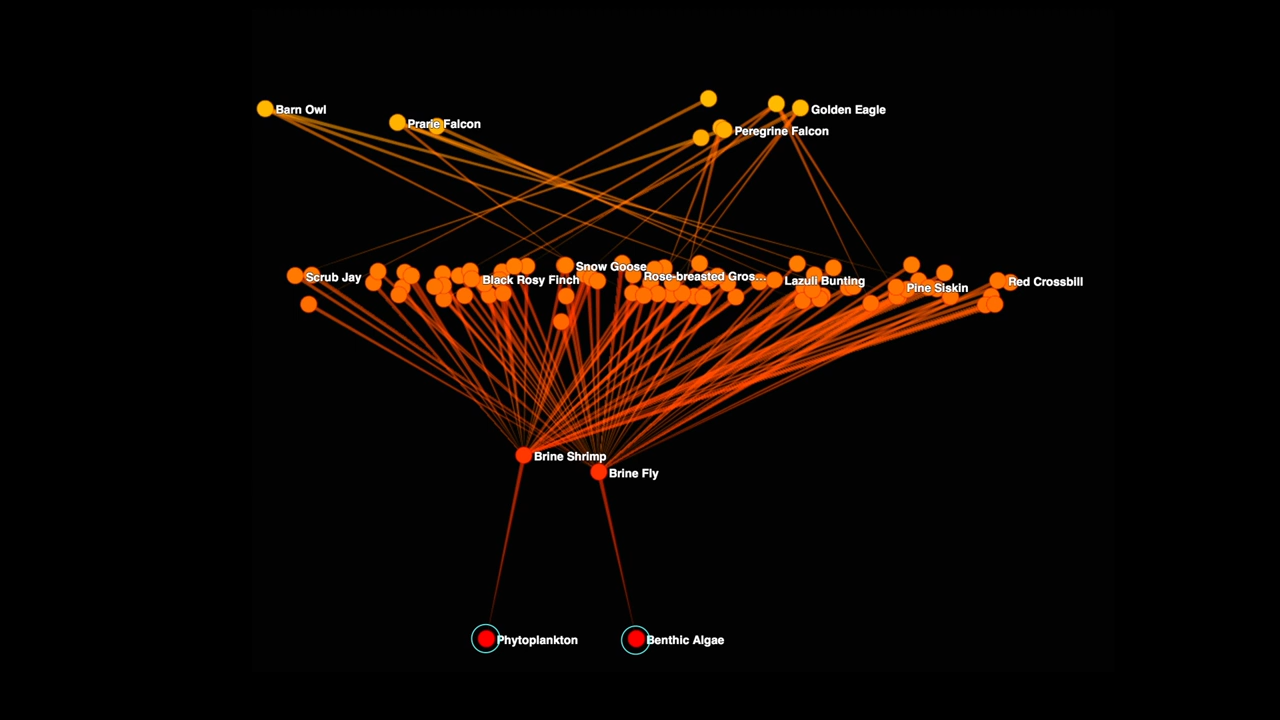 Barn Owl
Prarie Falcon
Golden Eagle
Peregrine Falcon
Scrub Jay
Black Rosy Finch
Snow Goose
Rose-breasted Gros...
Lazuli Bunting
Pine Siskin
Red Crossbill
Brine Shrimp
Brine Fly
Phytoplankton
Benthic Algae